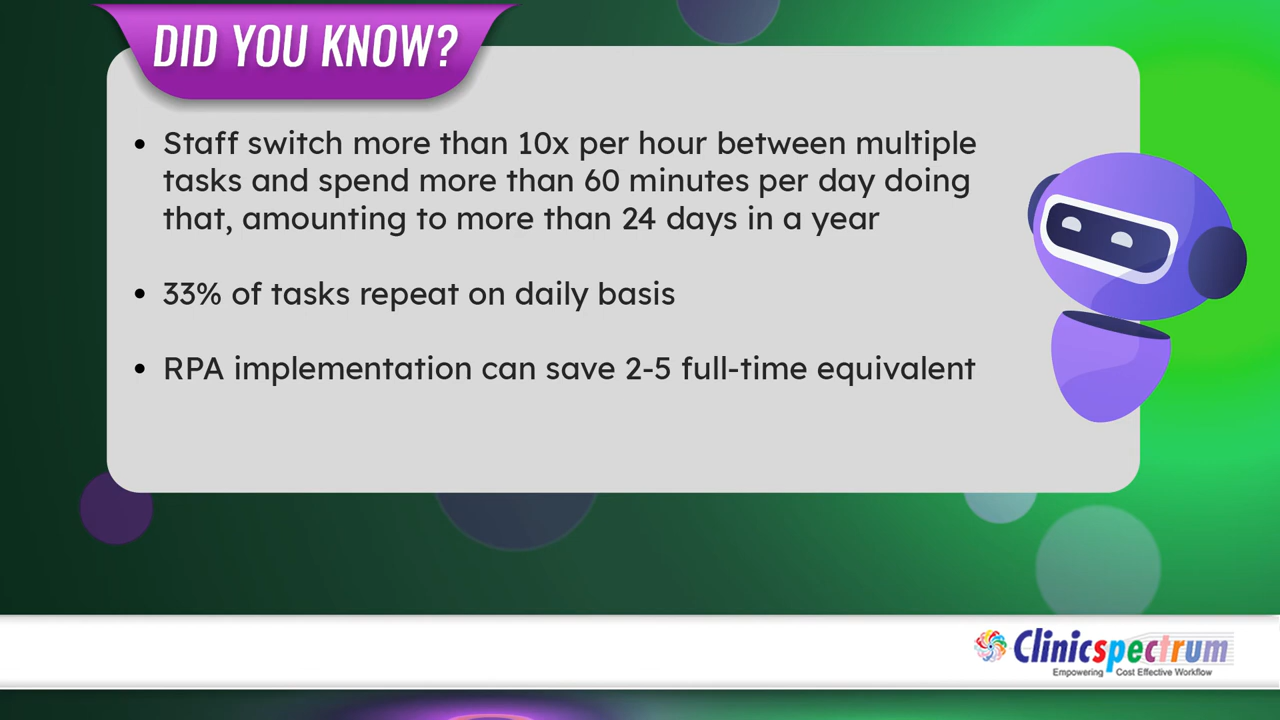 DID YOU KNOW?
• Staff switch more than 10x per hour between multiple
tasks and spend more than 60 minutes per day doing
that, amounting to more than 24 days in a year
• 33% of tasks repeat on daily basis
• RPA implementation can save 2-5 full-time equivalent
Clinicspectrum
Empowering Cost Effective Workflow